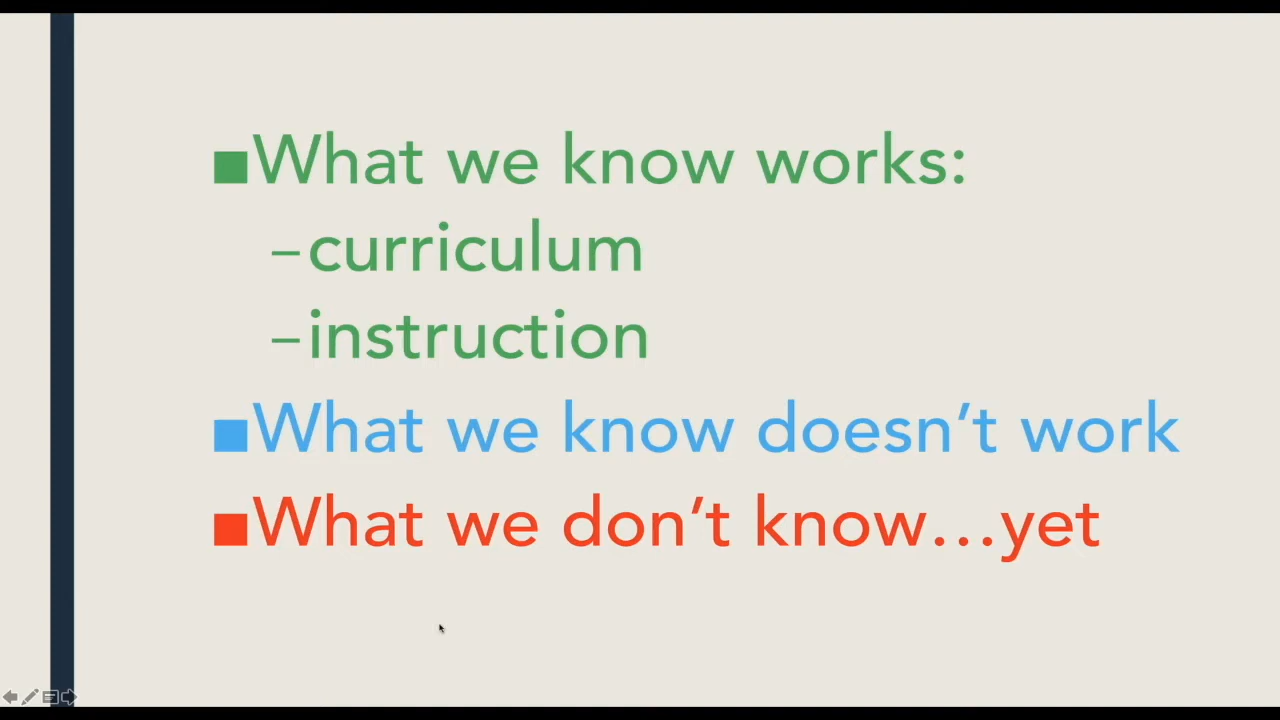 ■What we know works:
–curriculum
–instruction
■What we know doesn’t work
■What we don’t know…yet